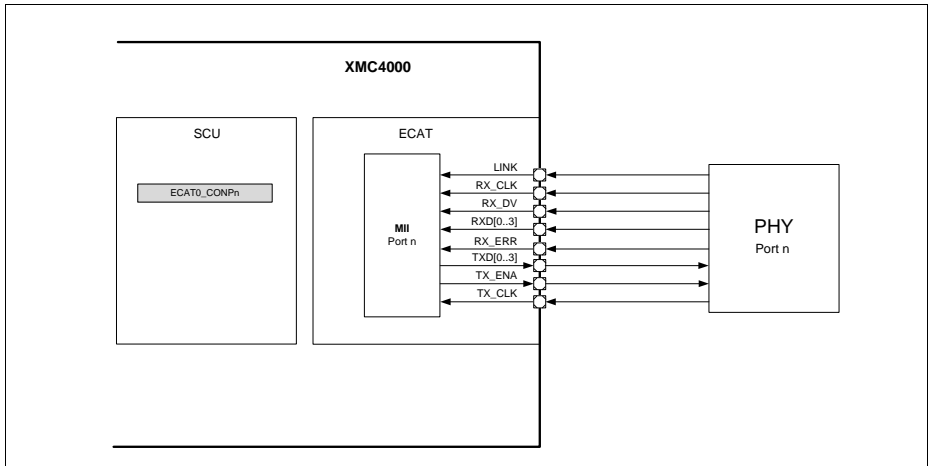 XMC4000
SCU
ECAT
ECAT0_CONPn
MII
Port n
LINK
RX_CLK
RX_DV
RXD[0..3]
RX_ERR
TXD[0..3]
TX_ENA
TX_CLK
PHY
Port n